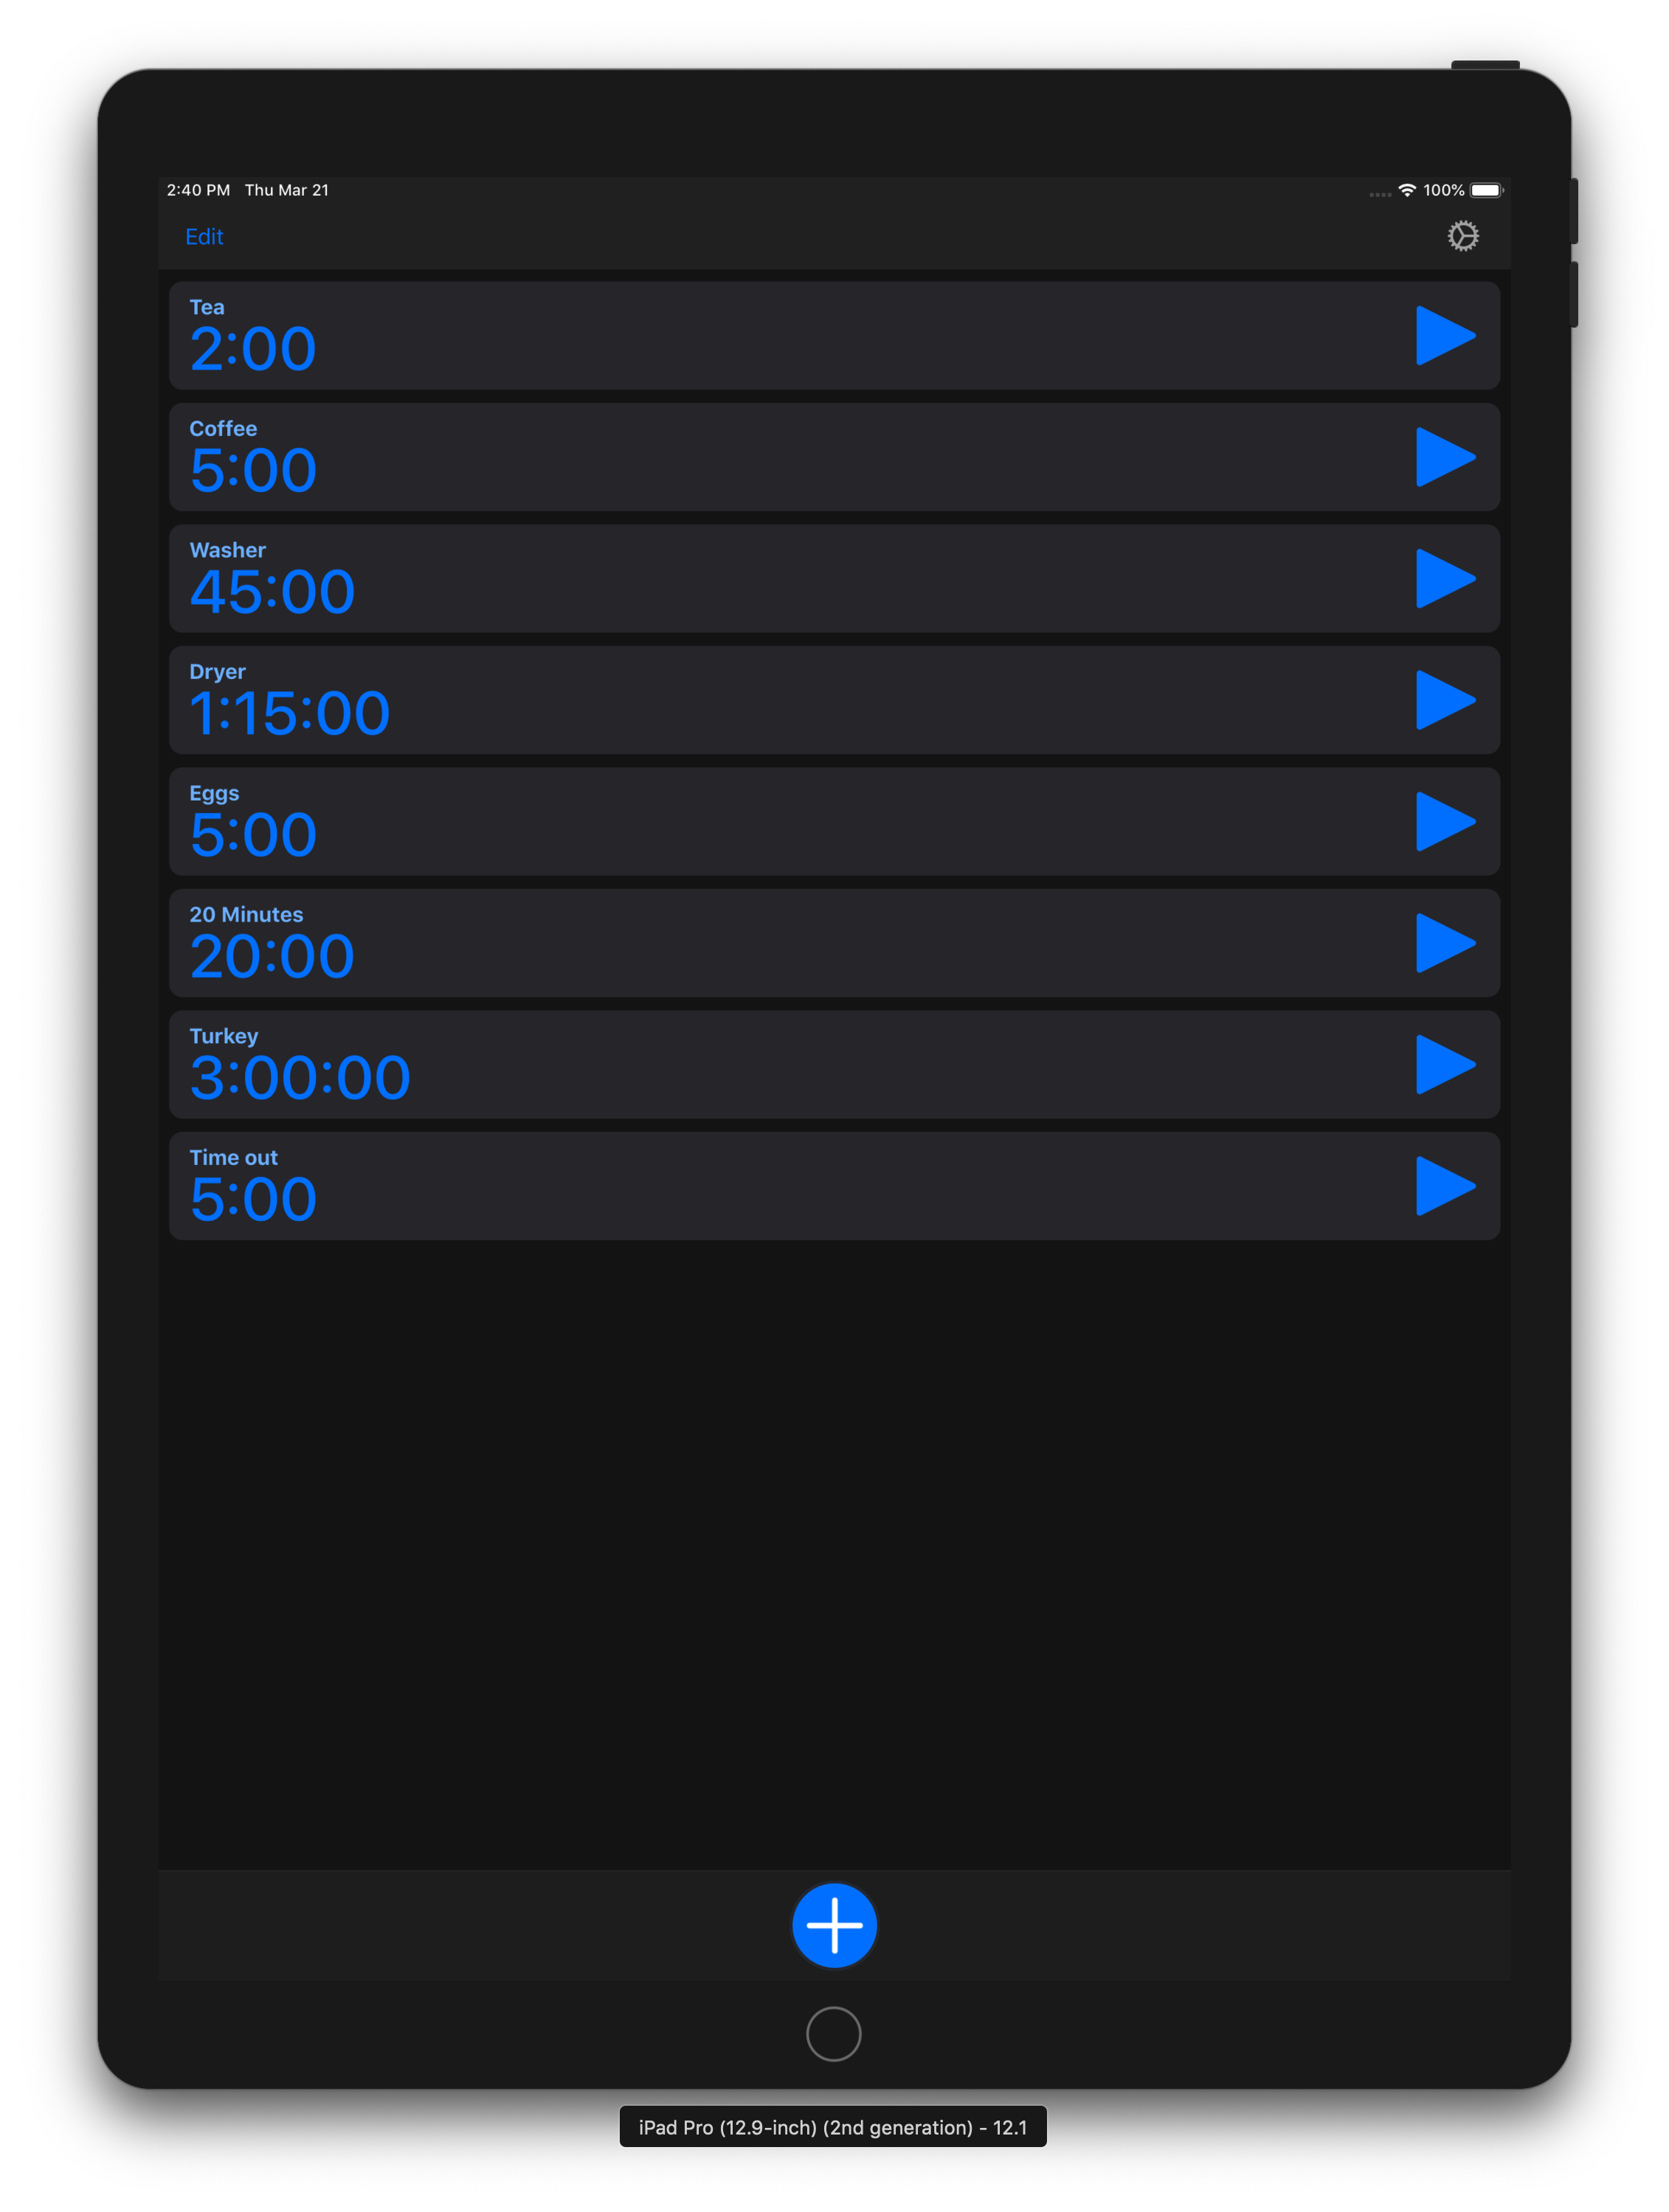 2:40 PM Thu Mar 21 100%
Edit
Tea
2:00
Coffee
5:00
Washer
45:00
Dryer
1:15:00
Eggs
5:00
20 Minutes
20:00
Turkey
3:00:00
Time out
5:00
iPad Pro (12.9-inch) (2nd generation) - 12.1